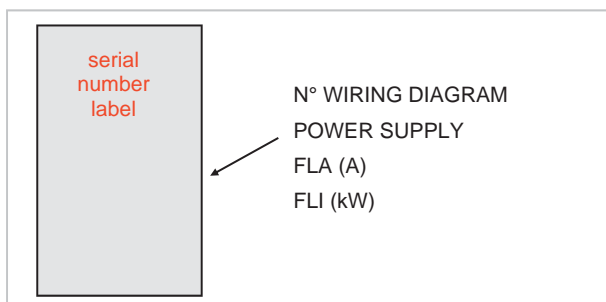 serial
number
label
N° WIRING DIAGRAM
POWER SUPPLY
FLA (A)
FLI (kW)